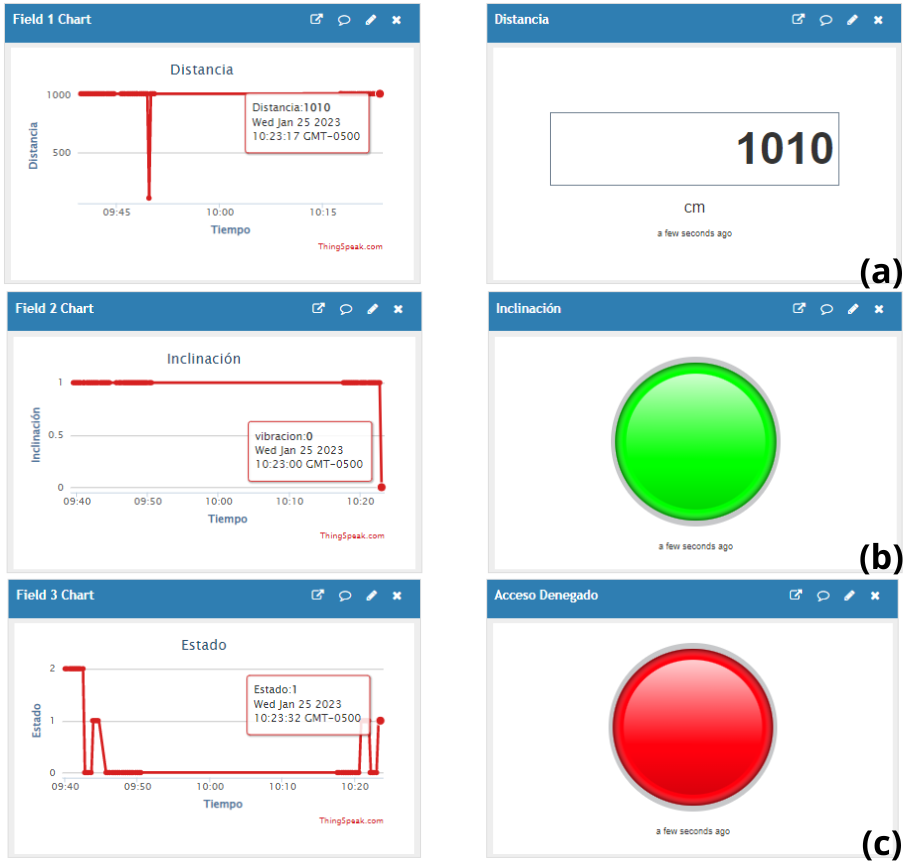 Field 1 Chart
Distancia
Distancia
1000
500
Distancia
Distancia:1010
Wed Jan 25 2023
10:23:17 GMT-0500
09:45
10:00
10:15
Tiempo
ThingSpeak.com
1010
cm
a few seconds ago
(a)
Field 2 Chart
Inclinación
Inclinación
1
0.5
0
Inclinación
vibracion:0
Wed Jan 25 2023
10:23:00 GMT-0500
09:40
09:50
10:00
10:10
10:20
Tiempo
ThingSpeak.com
a few seconds ago
(b)
Field 3 Chart
Acceso Denegado
Estado
2
1
0
Estado
Estado:1
Wed Jan 25 2023
10:23:32 GMT-0500
09:40
09:50
10:00
10:10
10:20
Tiempo
ThingSpeak.com
a few seconds ago
(c)